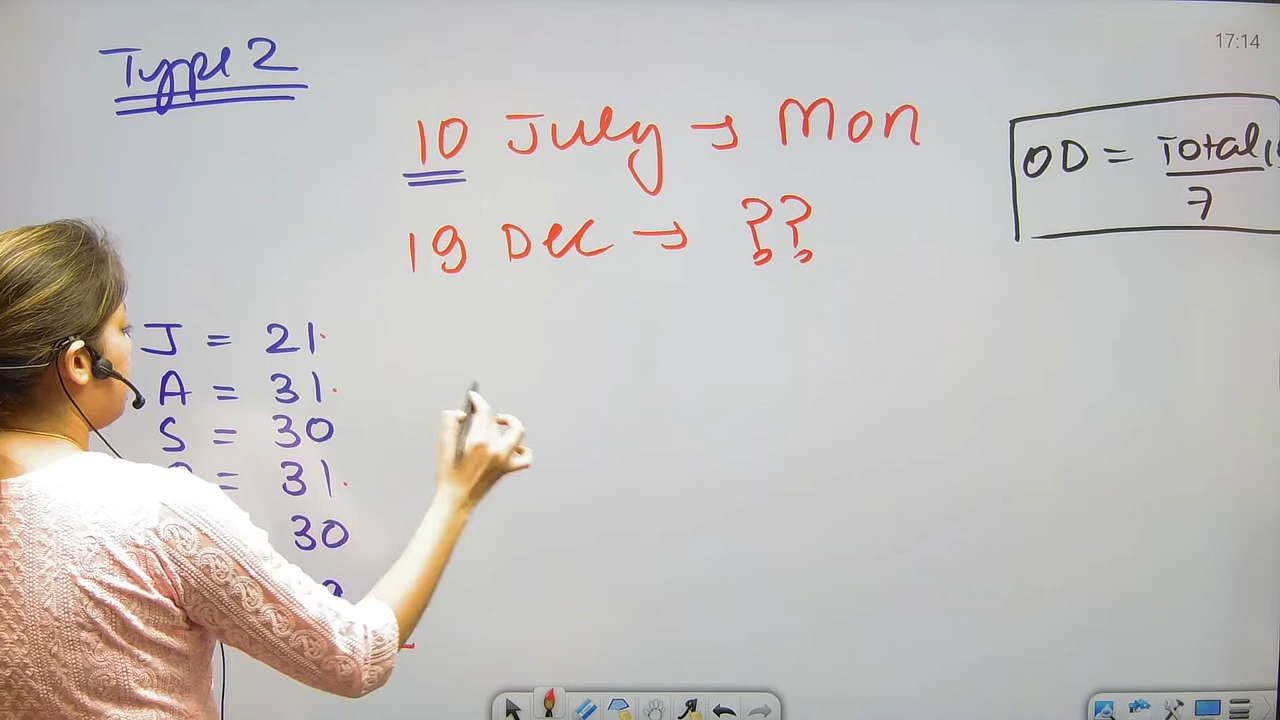 Type 2
17:14
10 July → Mon
19 Dec → ??
OD = Total
7
J = 21
A = 31
S = 30
= 31
30